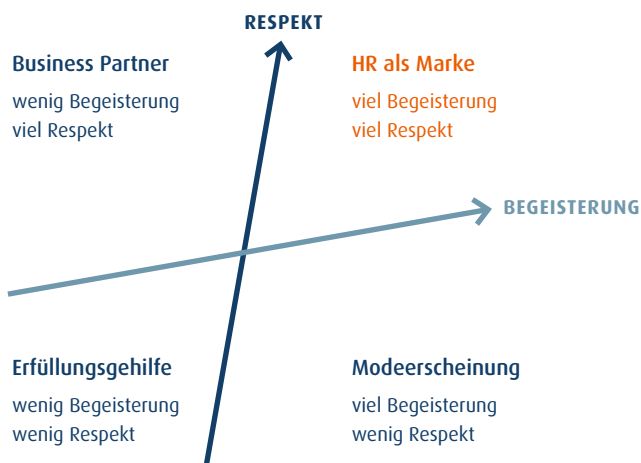 RESPEKT
Business Partner
wenig Begeisterung
viel Respekt
HR als Marke
viel Begeisterung
viel Respekt
BEGEISTERUNG
Erfüllungsgehilfe
wenig Begeisterung
wenig Respekt
Modeerscheinung
viel Begeisterung
wenig Respekt